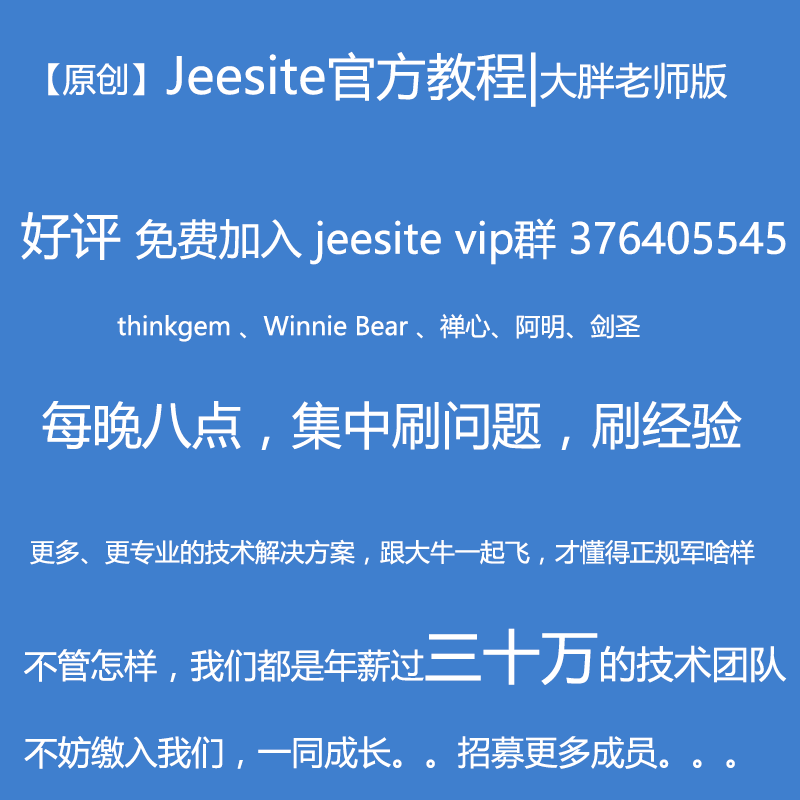 【原创】Jeesite官方教程|大胖老师版
好评 免费加入 jeesite vip群 376405545
thinkgem 、Winnie Bear 、禅心、阿明、剑圣
每晚八点，集中刷问题，刷经验
更多、更专业的技术解决方案，跟大牛一起飞，才懂得正规军啥样
不管怎样，我们都是年薪过三十万的技术团队
不妨缴入我们，一同成长。。招募更多成员。。。